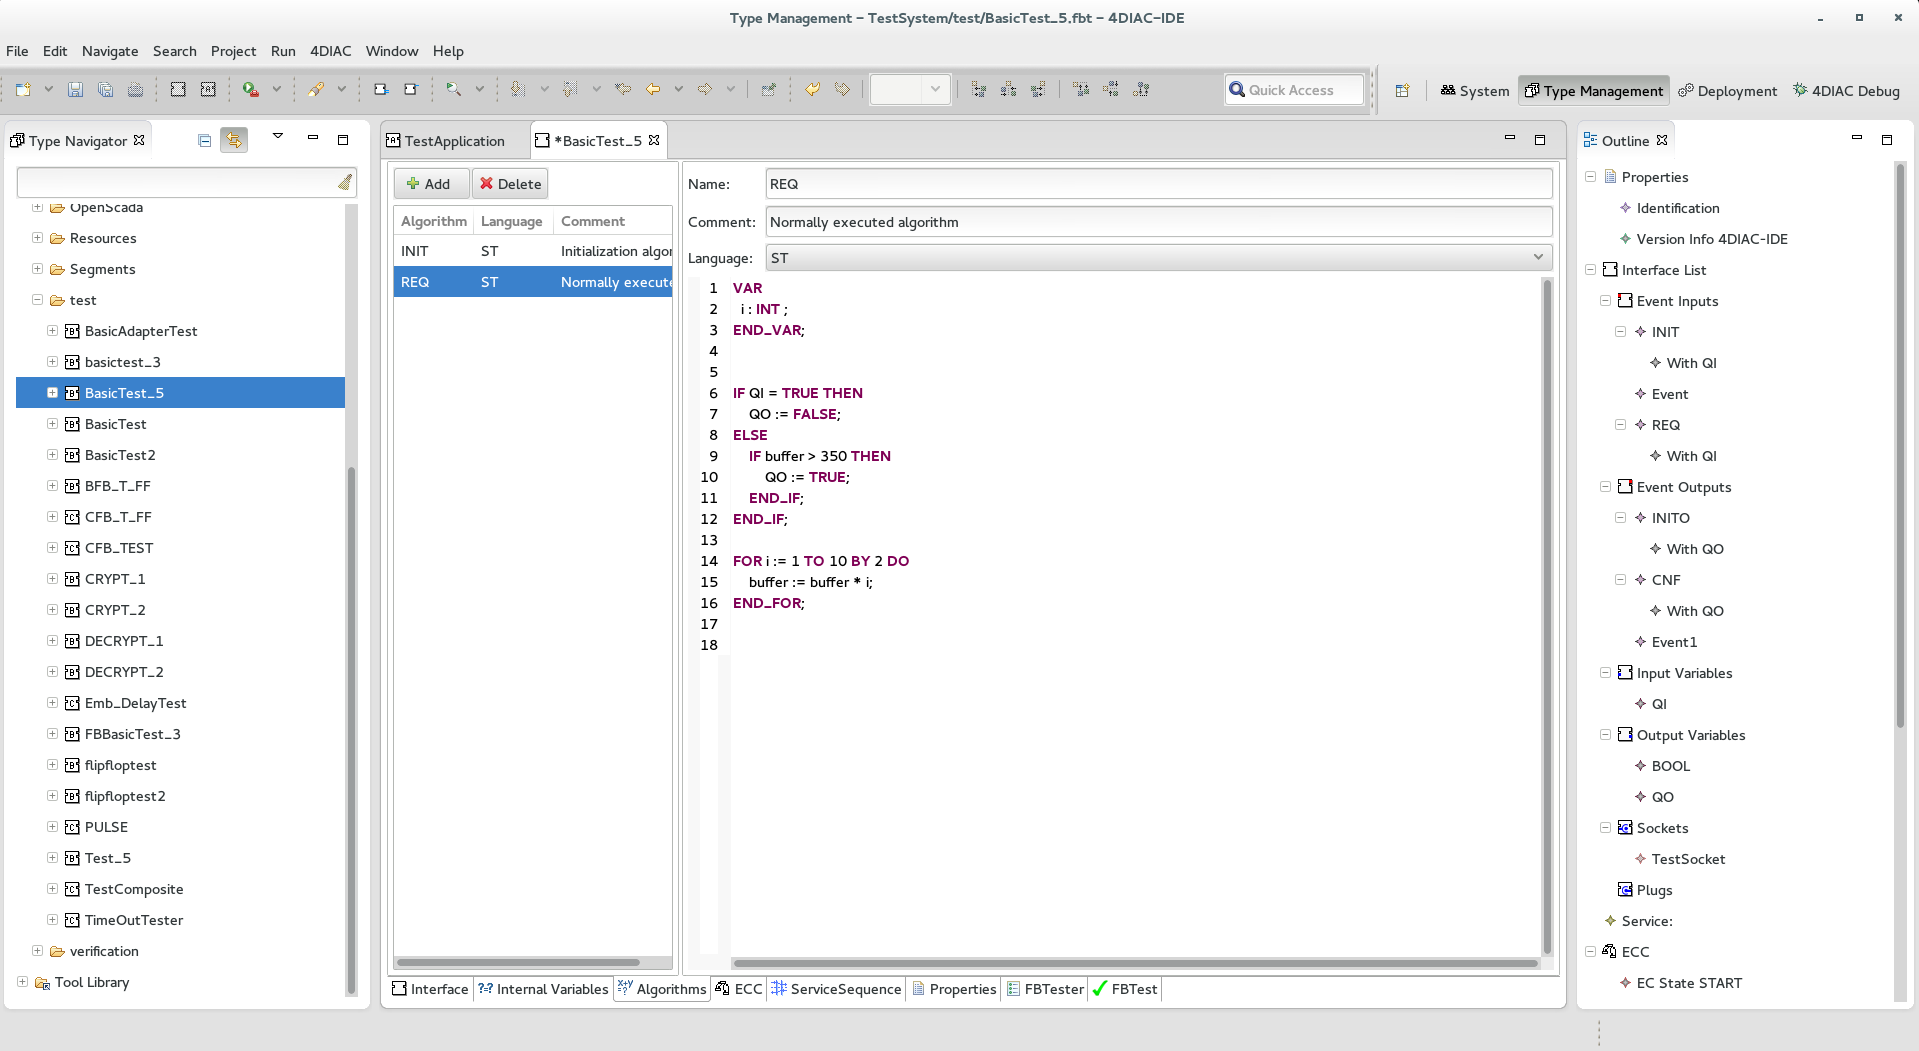 Type Management – TestSystem/test/BasicTest_5.fbt – 4DIAC-IDE
File Edit Navigate Search Project Run 4DIAC Window Help
Quick Access
System
Type Management
Deployment
4DIAC Debug
Type Navigator
OpenScada
Resources
Segments
test
BasicAdapterTest
basictest_3
BasicTest_5
BasicTest
BasicTest2
BFB_T_FF
CFB_T_FF
CFB_TEST
CRYPT_1
CRYPT_2
DECRYPT_1
DECRYPT_2
Emb_DelayTest
FBBasicTest_3
flipfloptest
flipfloptest2
PULSE
Test_5
TestComposite
TimeOutTester
verification
Tool Library
TestApplication
*BasicTest_5
Add Delete
Algorithm Language Comment
INIT ST Initialization algor
REQ ST Normally execute
Name: REQ
Comment: Normally executed algorithm
Language: ST
1 VAR
2 i : INT ;
3 END_VAR;
4
5
6 IF QI = TRUE THEN
7 QO := FALSE;
8 ELSE
9 IF buffer > 350 THEN
10 QO := TRUE;
11 END_IF;
12 END_IF;
13
14 FOR i := 1 TO 10 BY 2 DO
15 buffer := buffer * i;
16 END_FOR;
17
18
Interface Internal Variables Algorithms ECC ServiceSequence Properties FBTester FBTest
Outline
Properties
Identification
Version Info 4DIAC-IDE
Interface List
Event Inputs
INIT
With QI
Event
REQ
With QI
Event Outputs
INITO
With QO
CNF
With QO
Event1
Input Variables
QI
Output Variables
BOOL
QO
Sockets
TestSocket
Plugs
Service:
ECC
EC State START